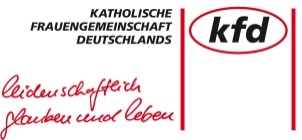 KATHOLISCHE
FRAUENGEMEINSCHAFT
DEUTSCHLANDS
kfd
leidenschaftlich
glauben und leben